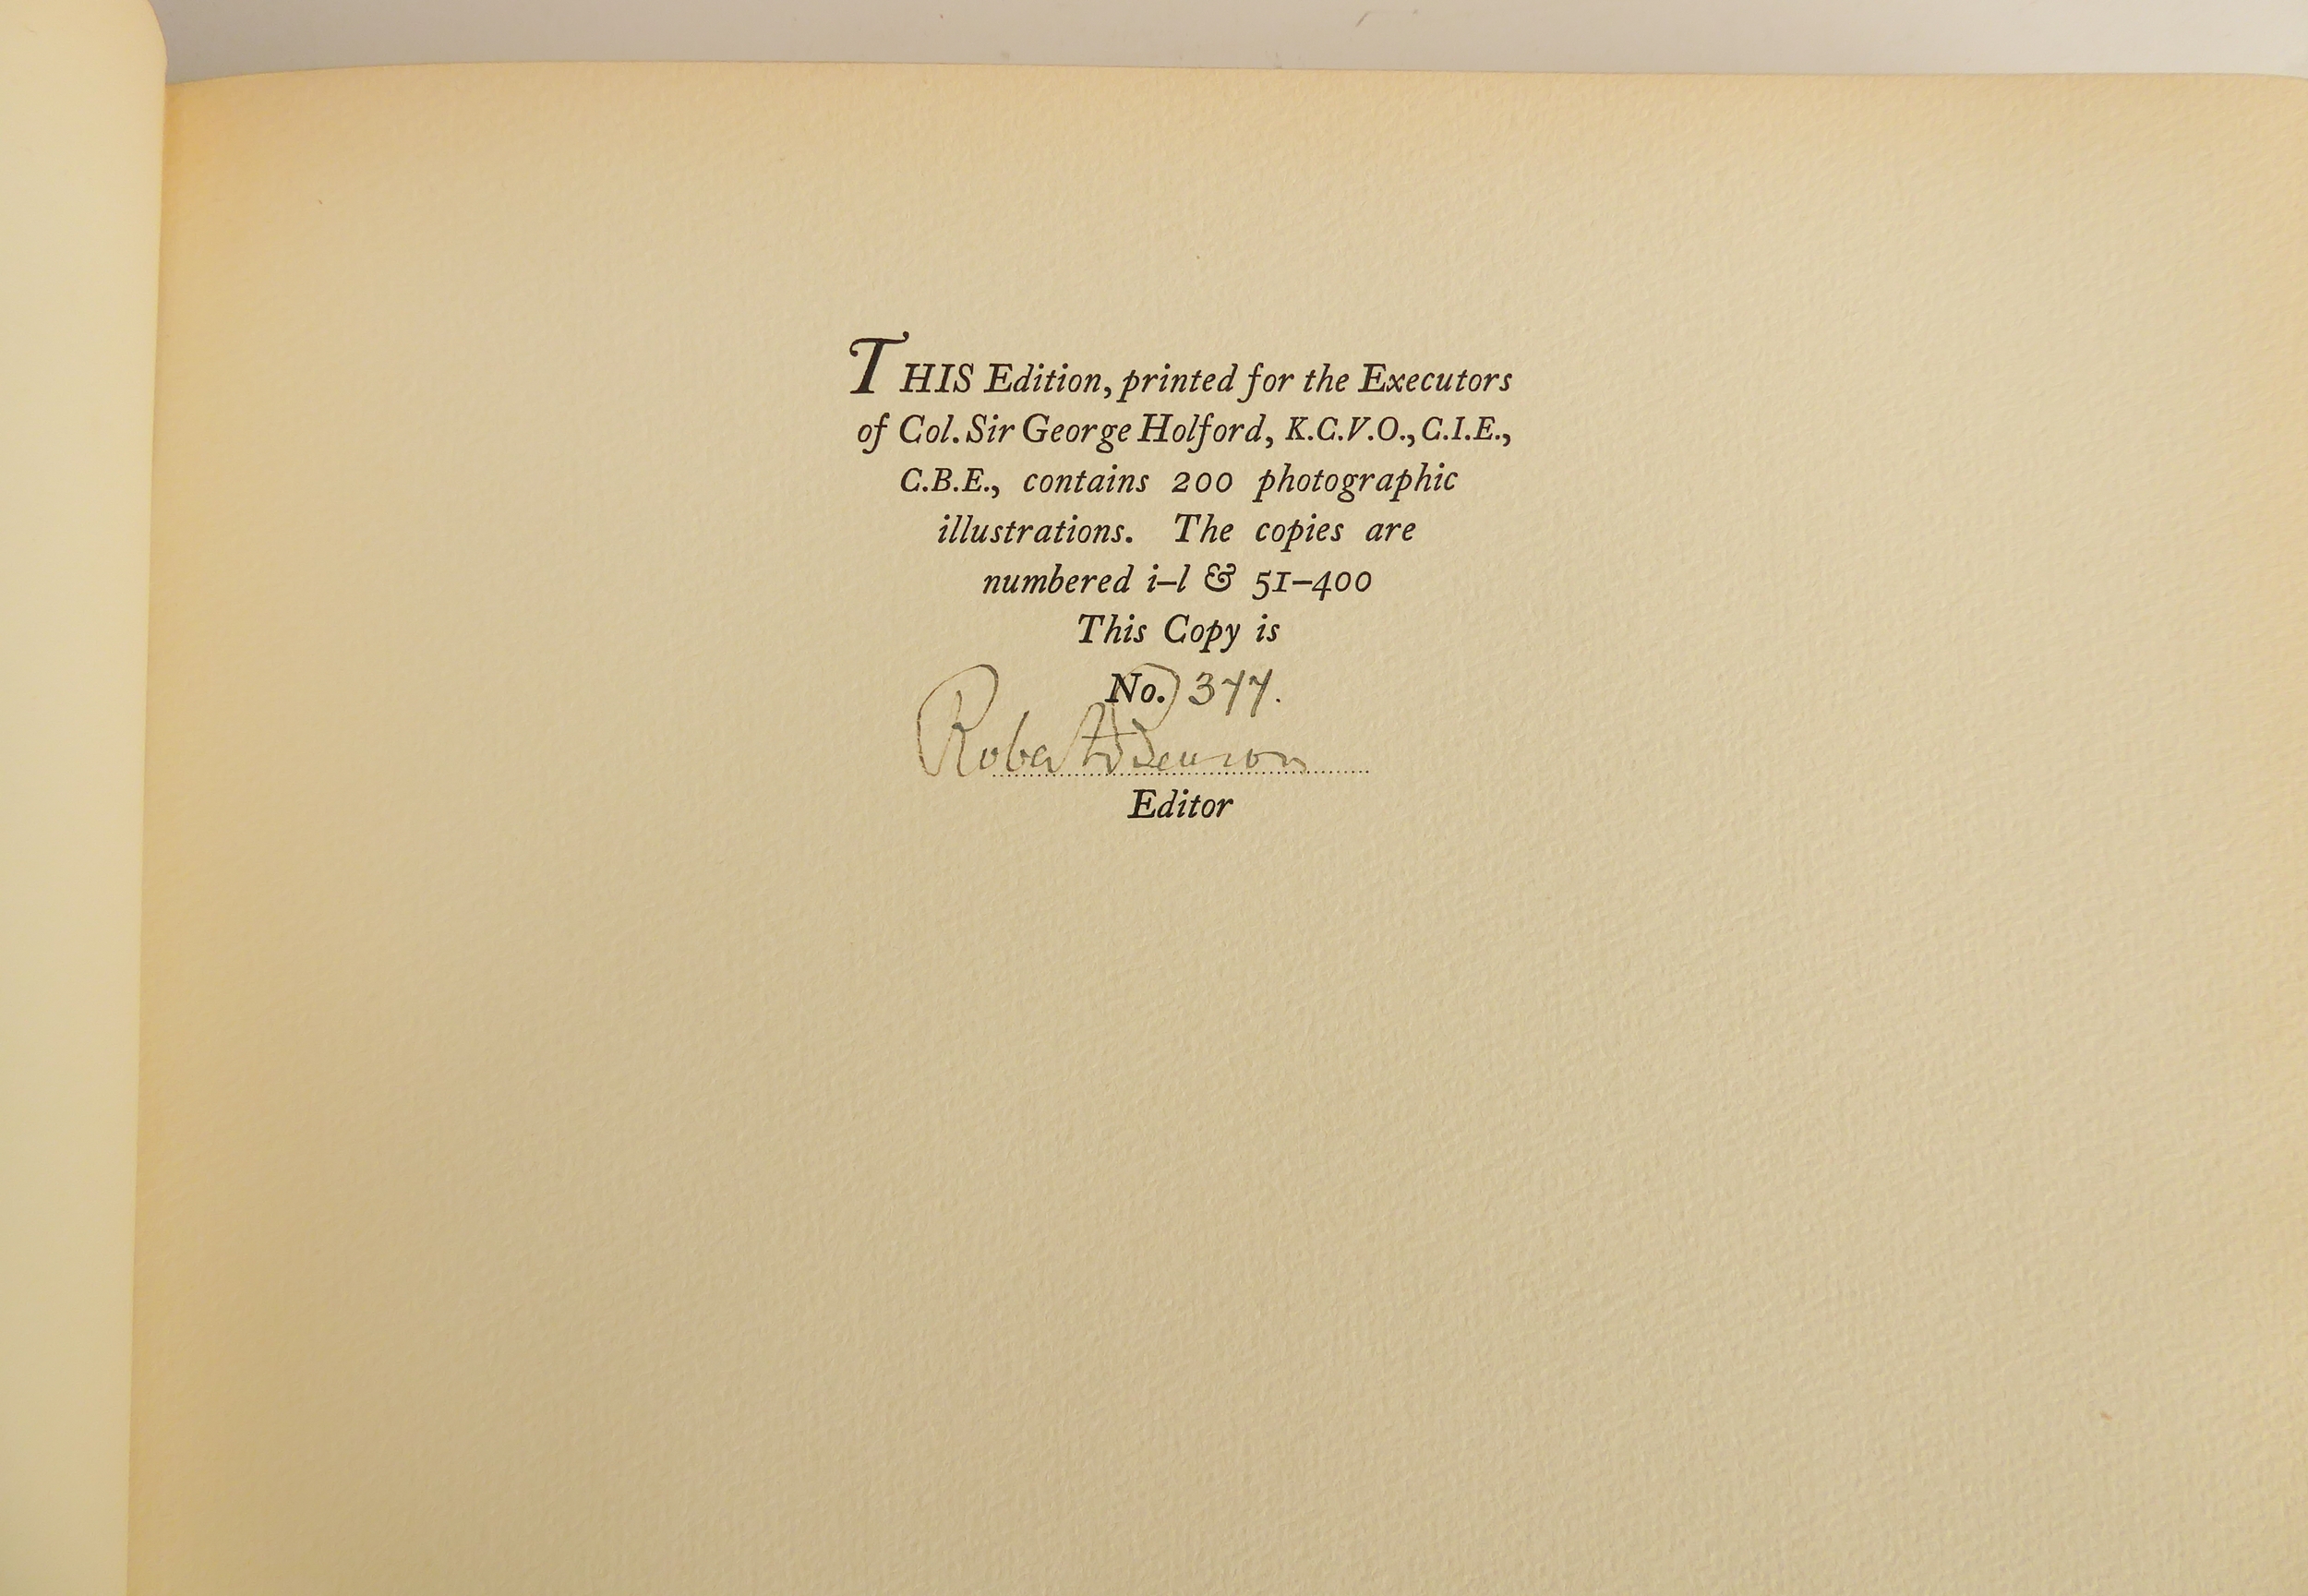 THIS Edition, printed for the Executors
of Col. Sir George Holford, K.C.V.O., C.I.E.,
C.B.E., contains 200 photographic
illustrations. The copies are
numbered i–l & 51–400
This Copy is
No. 377.
Robert Benson
Editor